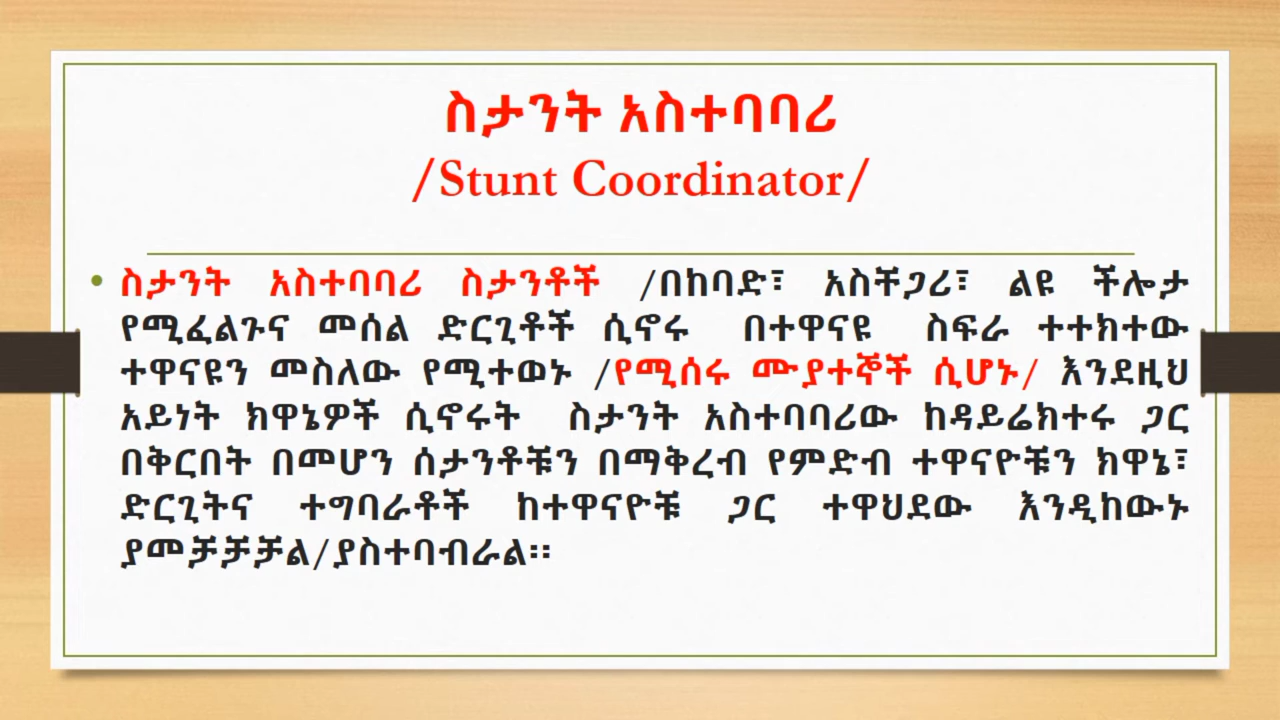 ስታንት አስተባባሪ
/Stunt Coordinator/
• ስታንት አስተባባሪ ስታንቶች /በከባድ፣ አስቸጋሪ፣ ልዩ ችሎታ
የሚፈልጉና መሰል ድርጊቶች ሲኖሩ በተዋናዩ ስፍራ ተተክተው
ተዋናዩን መስለው የሚተወኑ /የሚሰሩ ሙያተኞች ሲሆኑ/ እንደዚህ
አይነት ክዋኔዎች ሲኖሩት ስታንት አስተባባሪው ከዳይሬክተሩ ጋር
በቅርበት በመሆን ሰታንቶቹን በማቅረብ የምድብ ተዋናዮቹን ክዋኔ፣
ድርጊትና ተግባራቶች ከተዋናዮቹ ጋር ተዋህደው እንዲከውኑ
ያመቻቻቻል/ያስተባብራል፡፡